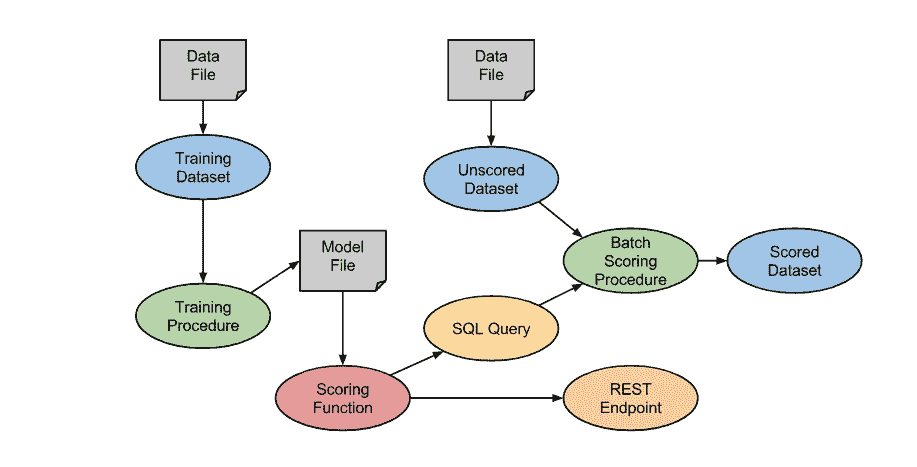 Data
File
Data
File
Training
Dataset
Unscored
Dataset
Model
File
Batch
Scoring
Procedure
Scored
Dataset
Training
Procedure
SQL Query
Scoring
Function
REST
Endpoint